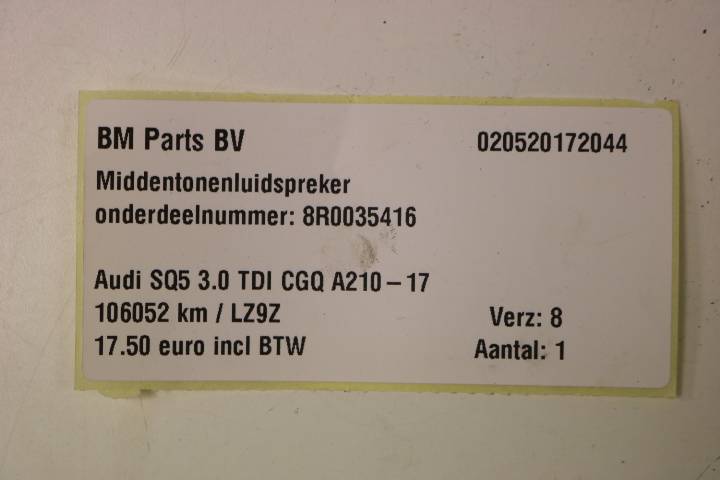 BM Parts BV 020520172044
Middentonenluidspreker
onderdeelnummer: 8R0035416
Audi SQ5 3.0 TDI CGQ A210-17
106052 km / LZ9Z Verz: 8
17.50 euro incl BTW Aantal: 1